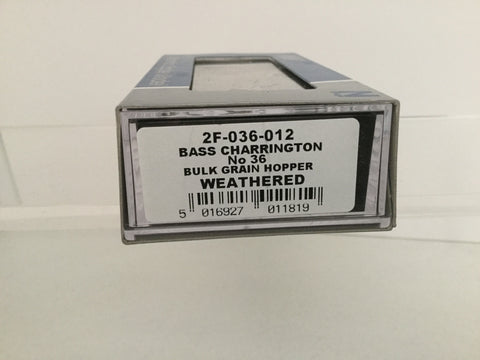 2F-036-012
BASS CHARRINGTON
No 36
BULK GRAIN HOPPER
WEATHERED
5 016927 011819